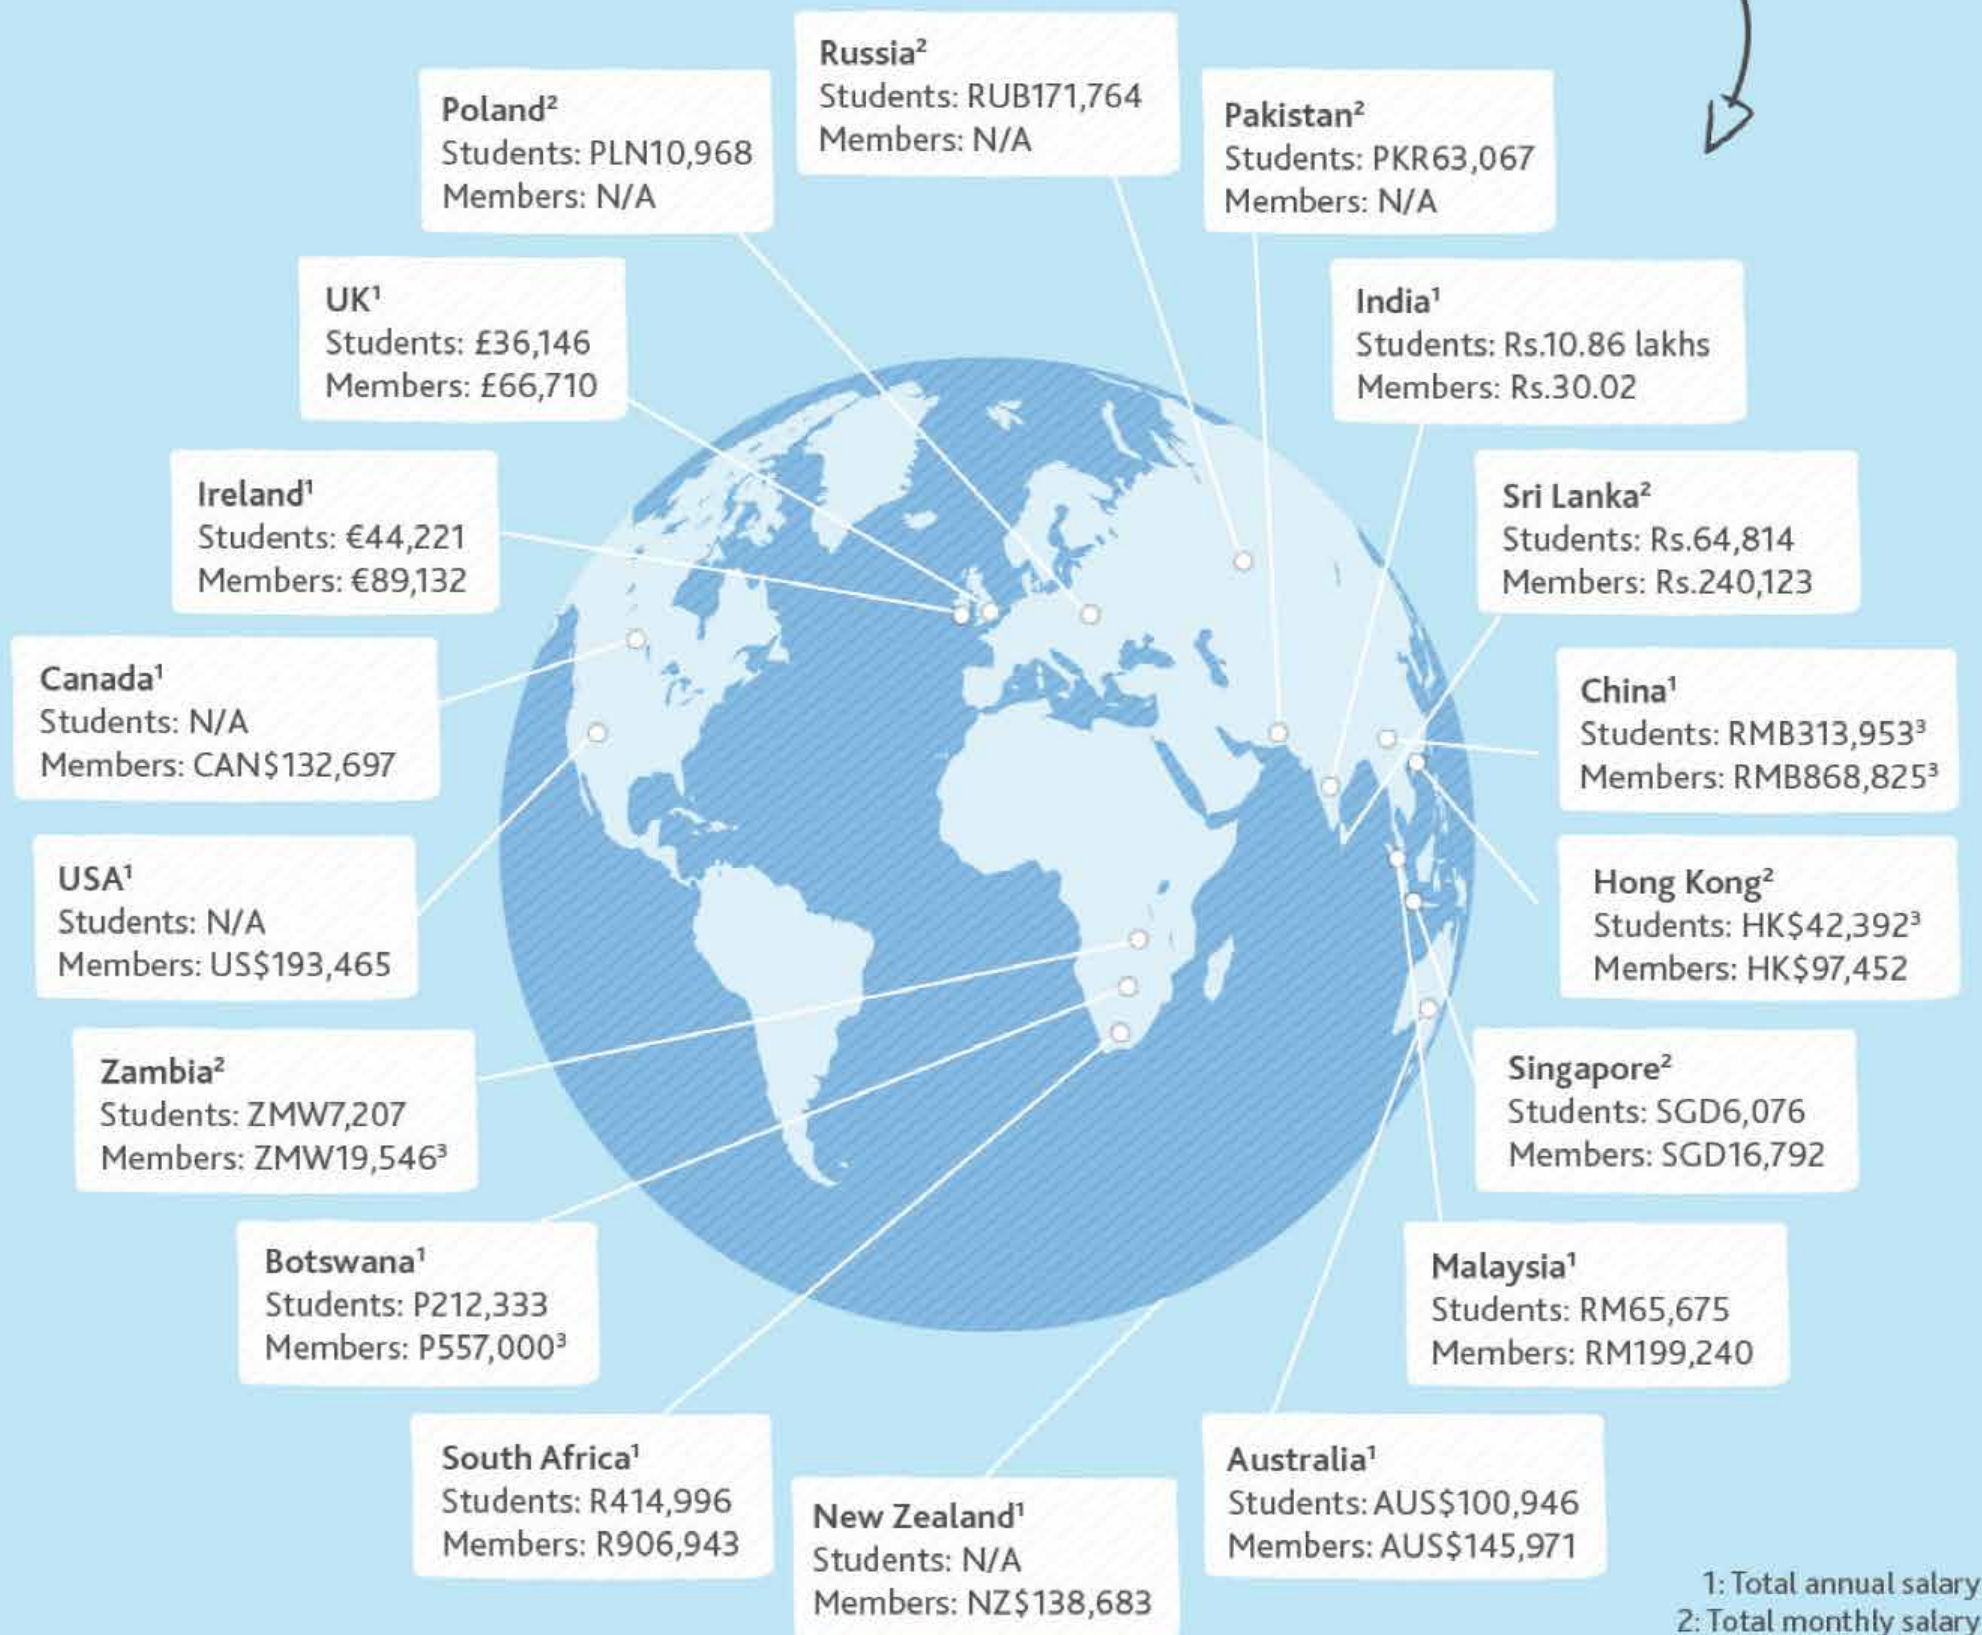 Russia²
Students: RUB171,764
Members: N/A
Poland²
Students: PLN10,968
Members: N/A
Pakistan²
Students: PKR63,067
Members: N/A
UK¹
Students: £36,146
Members: £66,710
India¹
Students: Rs.10.86 lakhs
Members: Rs.30.02
Ireland¹
Students: €44,221
Members: €89,132
Sri Lanka²
Students: Rs.64,814
Members: Rs.240,123
Canada¹
Students: N/A
Members: CAN$132,697
China¹
Students: RMB313,953³
Members: RMB868,825³
USA¹
Students: N/A
Members: US$193,465
Hong Kong²
Students: HK$42,392³
Members: HK$97,452
Zambia²
Students: ZMW7,207
Members: ZMW19,546³
Singapore²
Students: SGD6,076
Members: SGD16,792
Botswana¹
Students: P212,333
Members: P557,000³
Malaysia¹
Students: RM65,675
Members: RM199,240
South Africa¹
Students: R414,996
Members: R906,943
New Zealand¹
Students: N/A
Members: NZ$138,683
Australia¹
Students: AUS$100,946
Members: AUS$145,971
1: Total annual salary
2: Total monthly salary